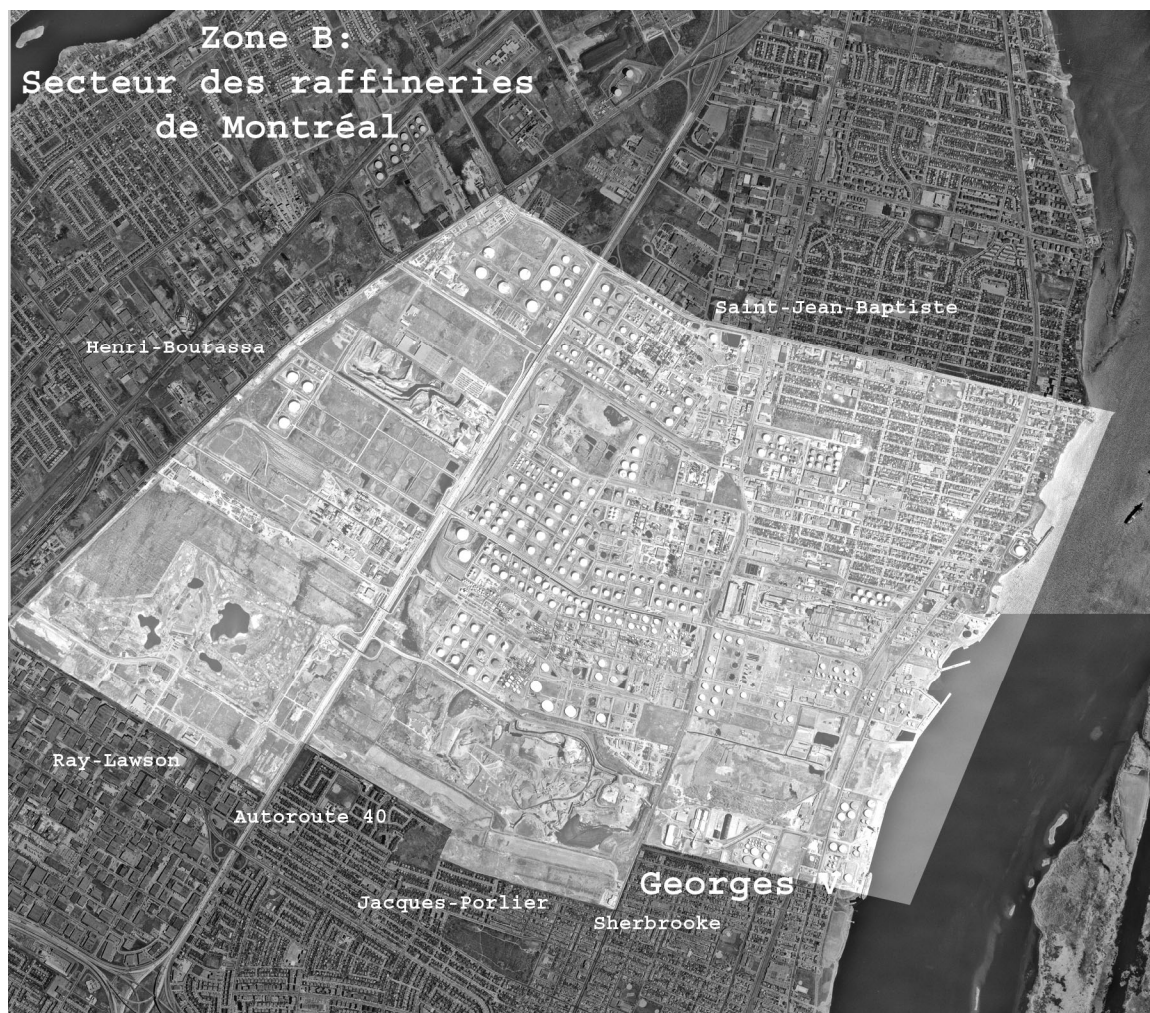 Zone B:
Secteur des raffineries
de Montréal
Saint-Jean-Baptiste
Henri-Bourassa
Ray-Lawson
Autoroute 40
Georges V
Jacques-Porlier
Sherbrooke